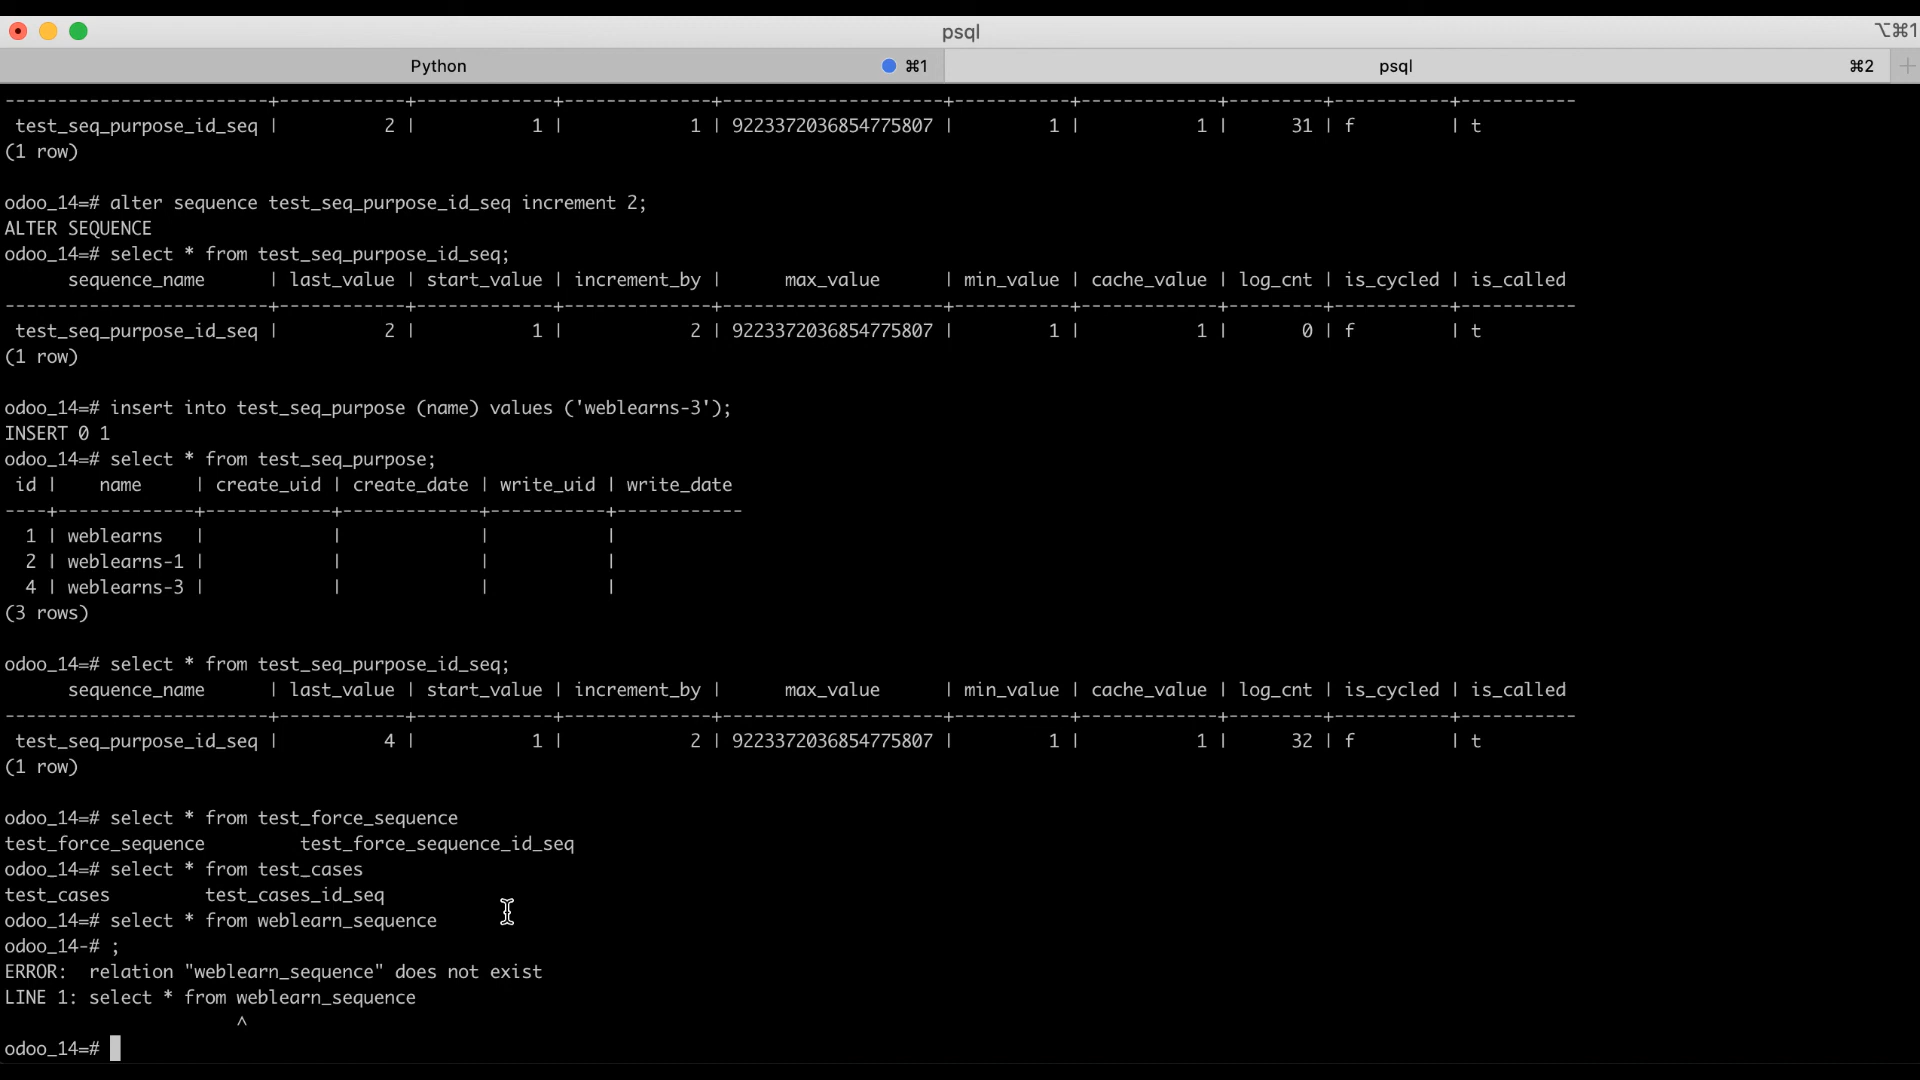 psql
⌥⌘1
Python ⌘1 psql ⌘2 +
-------------------------+------------+-------------+--------------+---------------------+-----------+-------------+---------+-----------+-----------
 test_seq_purpose_id_seq |          2 |           1 |            1 | 9223372036854775807 |         1 |           1 |      31 | f         | t
(1 row)
odoo_14=# alter sequence test_seq_purpose_id_seq increment 2;
ALTER SEQUENCE
odoo_14=# select * from test_seq_purpose_id_seq;
      sequence_name      | last_value | start_value | increment_by |      max_value      | min_value | cache_value | log_cnt | is_cycled | is_called
-------------------------+------------+-------------+--------------+---------------------+-----------+-------------+---------+-----------+-----------
 test_seq_purpose_id_seq |          2 |           1 |            2 | 9223372036854775807 |         1 |           1 |       0 | f         | t
(1 row)
odoo_14=# insert into test_seq_purpose (name) values ('weblearns-3');
INSERT 0 1
odoo_14=# select * from test_seq_purpose;
 id |    name     | create_uid | create_date | write_uid | write_date
----+-------------+------------+-------------+-----------+------------
  1 | weblearns   |            |             |           |
  2 | weblearns-1 |            |             |           |
  4 | weblearns-3 |            |             |           |
(3 rows)
odoo_14=# select * from test_seq_purpose_id_seq;
      sequence_name      | last_value | start_value | increment_by |      max_value      | min_value | cache_value | log_cnt | is_cycled | is_called
-------------------------+------------+-------------+--------------+---------------------+-----------+-------------+---------+-----------+-----------
 test_seq_purpose_id_seq |          4 |           1 |            2 | 9223372036854775807 |         1 |           1 |      32 | f         | t
(1 row)
odoo_14=# select * from test_force_sequence
test_force_sequence         test_force_sequence_id_seq
odoo_14=# select * from test_cases
test_cases         test_cases_id_seq
odoo_14=# select * from weblearn_sequence
odoo_14-# ;
ERROR:  relation "weblearn_sequence" does not exist
LINE 1: select * from weblearn_sequence
                      ^
odoo_14=#